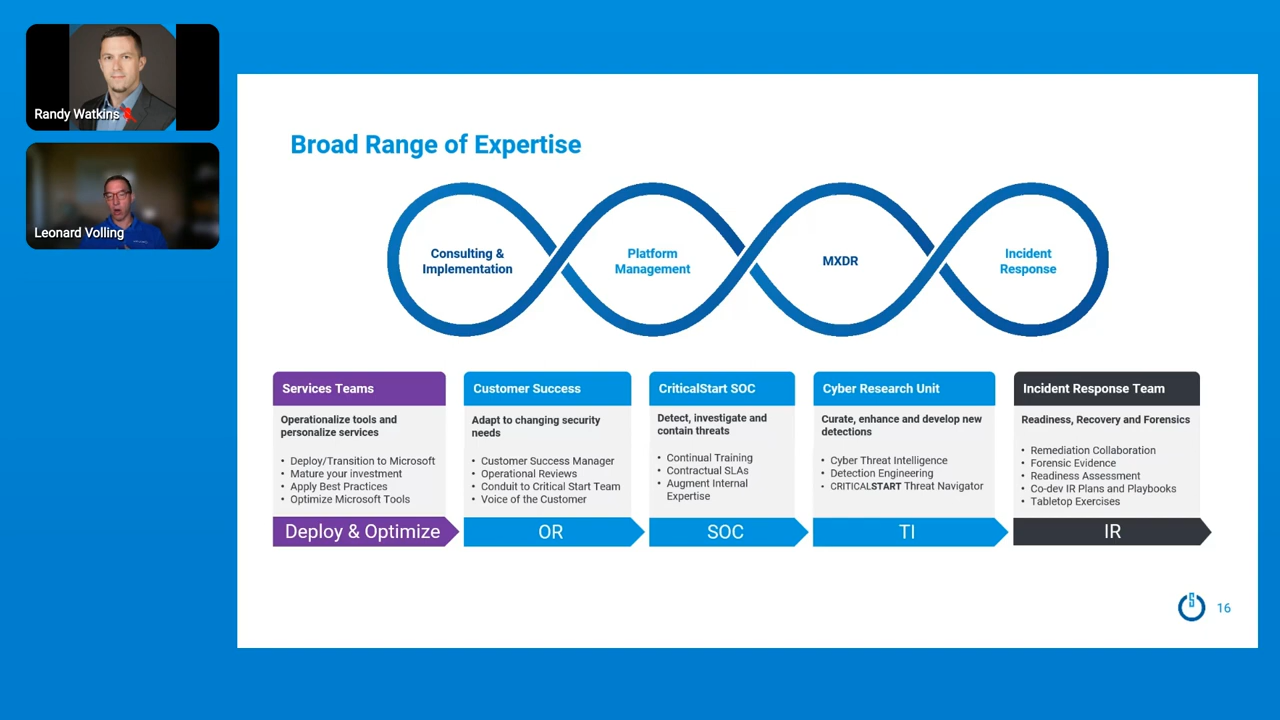 Randy Watkins
Leonard Volling
Broad Range of Expertise
Consulting &
Implementation
Platform
Management
MXDR
Incident
Response
Services Teams
Operationalize tools and
personalize services
• Deploy/Transition to Microsoft
• Mature your investment
• Apply Best Practices
• Optimize Microsoft Tools
Deploy & Optimize
Customer Success
Adapt to changing security
needs
• Customer Success Manager
• Operational Reviews
• Conduit to Critical Start Team
• Voice of the Customer
OR
CriticalStart SOC
Detect, investigate and
contain threats
• Continual Training
• Contractual SLAs
• Augment Internal
Expertise
SOC
Cyber Research Unit
Curate, enhance and develop new
detections
• Cyber Threat Intelligence
• Detection Engineering
• CRITICALSTART Threat Navigator
TI
Incident Response Team
Readiness, Recovery and Forensics
• Remediation Collaboration
• Forensic Evidence
• Readiness Assessment
• Co-dev IR Plans and Playbooks
• Tabletop Exercises
IR
16